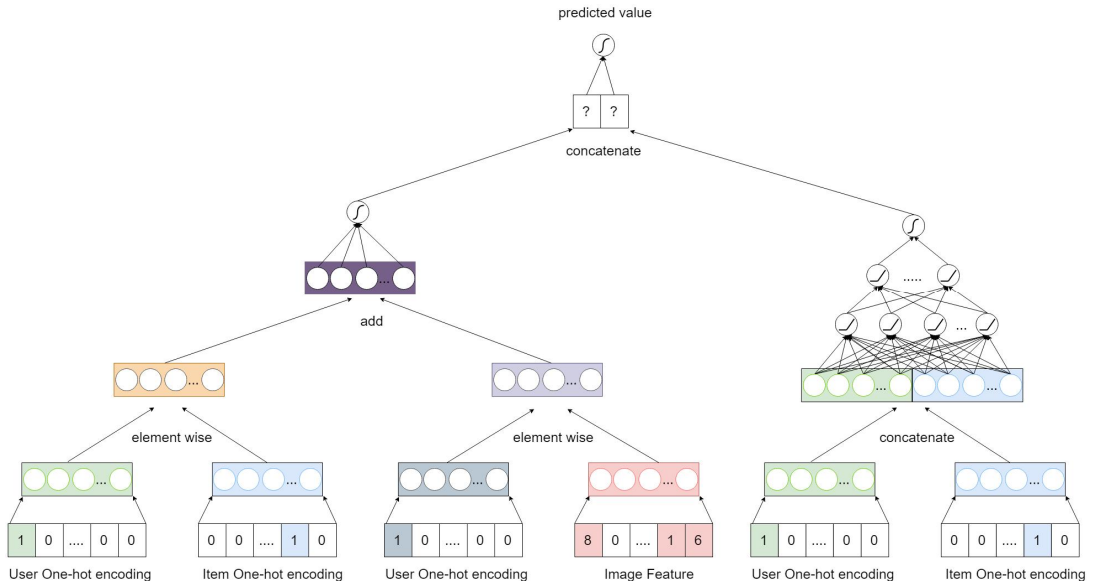 predicted value
? ?
concatenate
... 
.....
add
...
... ... ...
element wise element wise concatenate
... ... ... ... ... ...
1 0 .... 0 0 0 0 .... 1 0 1 0 .... 0 0 8 0 .... 1 6 1 0 .... 0 0 0 0 .... 1 0
User One-hot encoding Item One-hot encoding User One-hot encoding Image Feature User One-hot encoding Item One-hot encoding